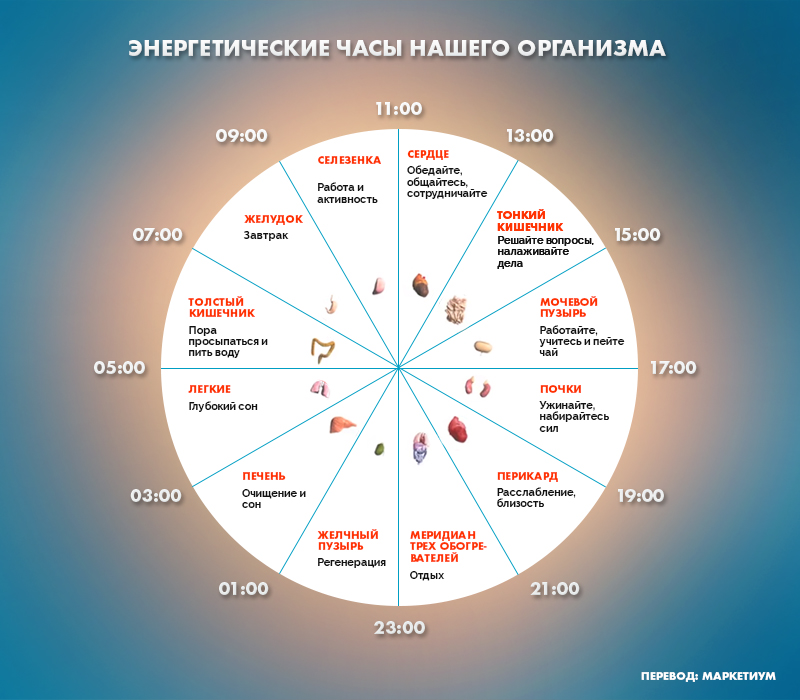 ЭНЕРГЕТИЧЕСКИЕ ЧАСЫ НАШЕГО ОРГАНИЗМА
11:00
13:00
15:00
17:00
19:00
21:00
23:00
01:00
03:00
05:00
07:00
09:00
СЕРДЦЕ
Обедайте,
общайтесь,
сотрудничайте
ТОНКИЙ
КИШЕЧНИК
Решайте вопросы,
налаживайте
дела
МОЧЕВОЙ
ПУЗЫРЬ
Работайте,
учитесь и пейте
чай
ПОЧКИ
Ужинайте,
набирайтесь
сил
ПЕРИКАРД
Расслабление,
близость
МЕРИДИАН
ТРЕХ ОБОГРЕ-
ВАТЕЛЕЙ
Отдых
ЖЕЛЧНЫЙ
ПУЗЫРЬ
Регенерация
ПЕЧЕНЬ
Очищение и
сон
ЛЕГКИЕ
Глубокий сон
ТОЛСТЫЙ
КИШЕЧНИК
Пора
просыпаться и
пить воду
ЖЕЛУДОК
Завтрак
СЕЛЕЗЕНКА
Работа и
активность
ПЕРЕВОД: МАРКЕТИУМ